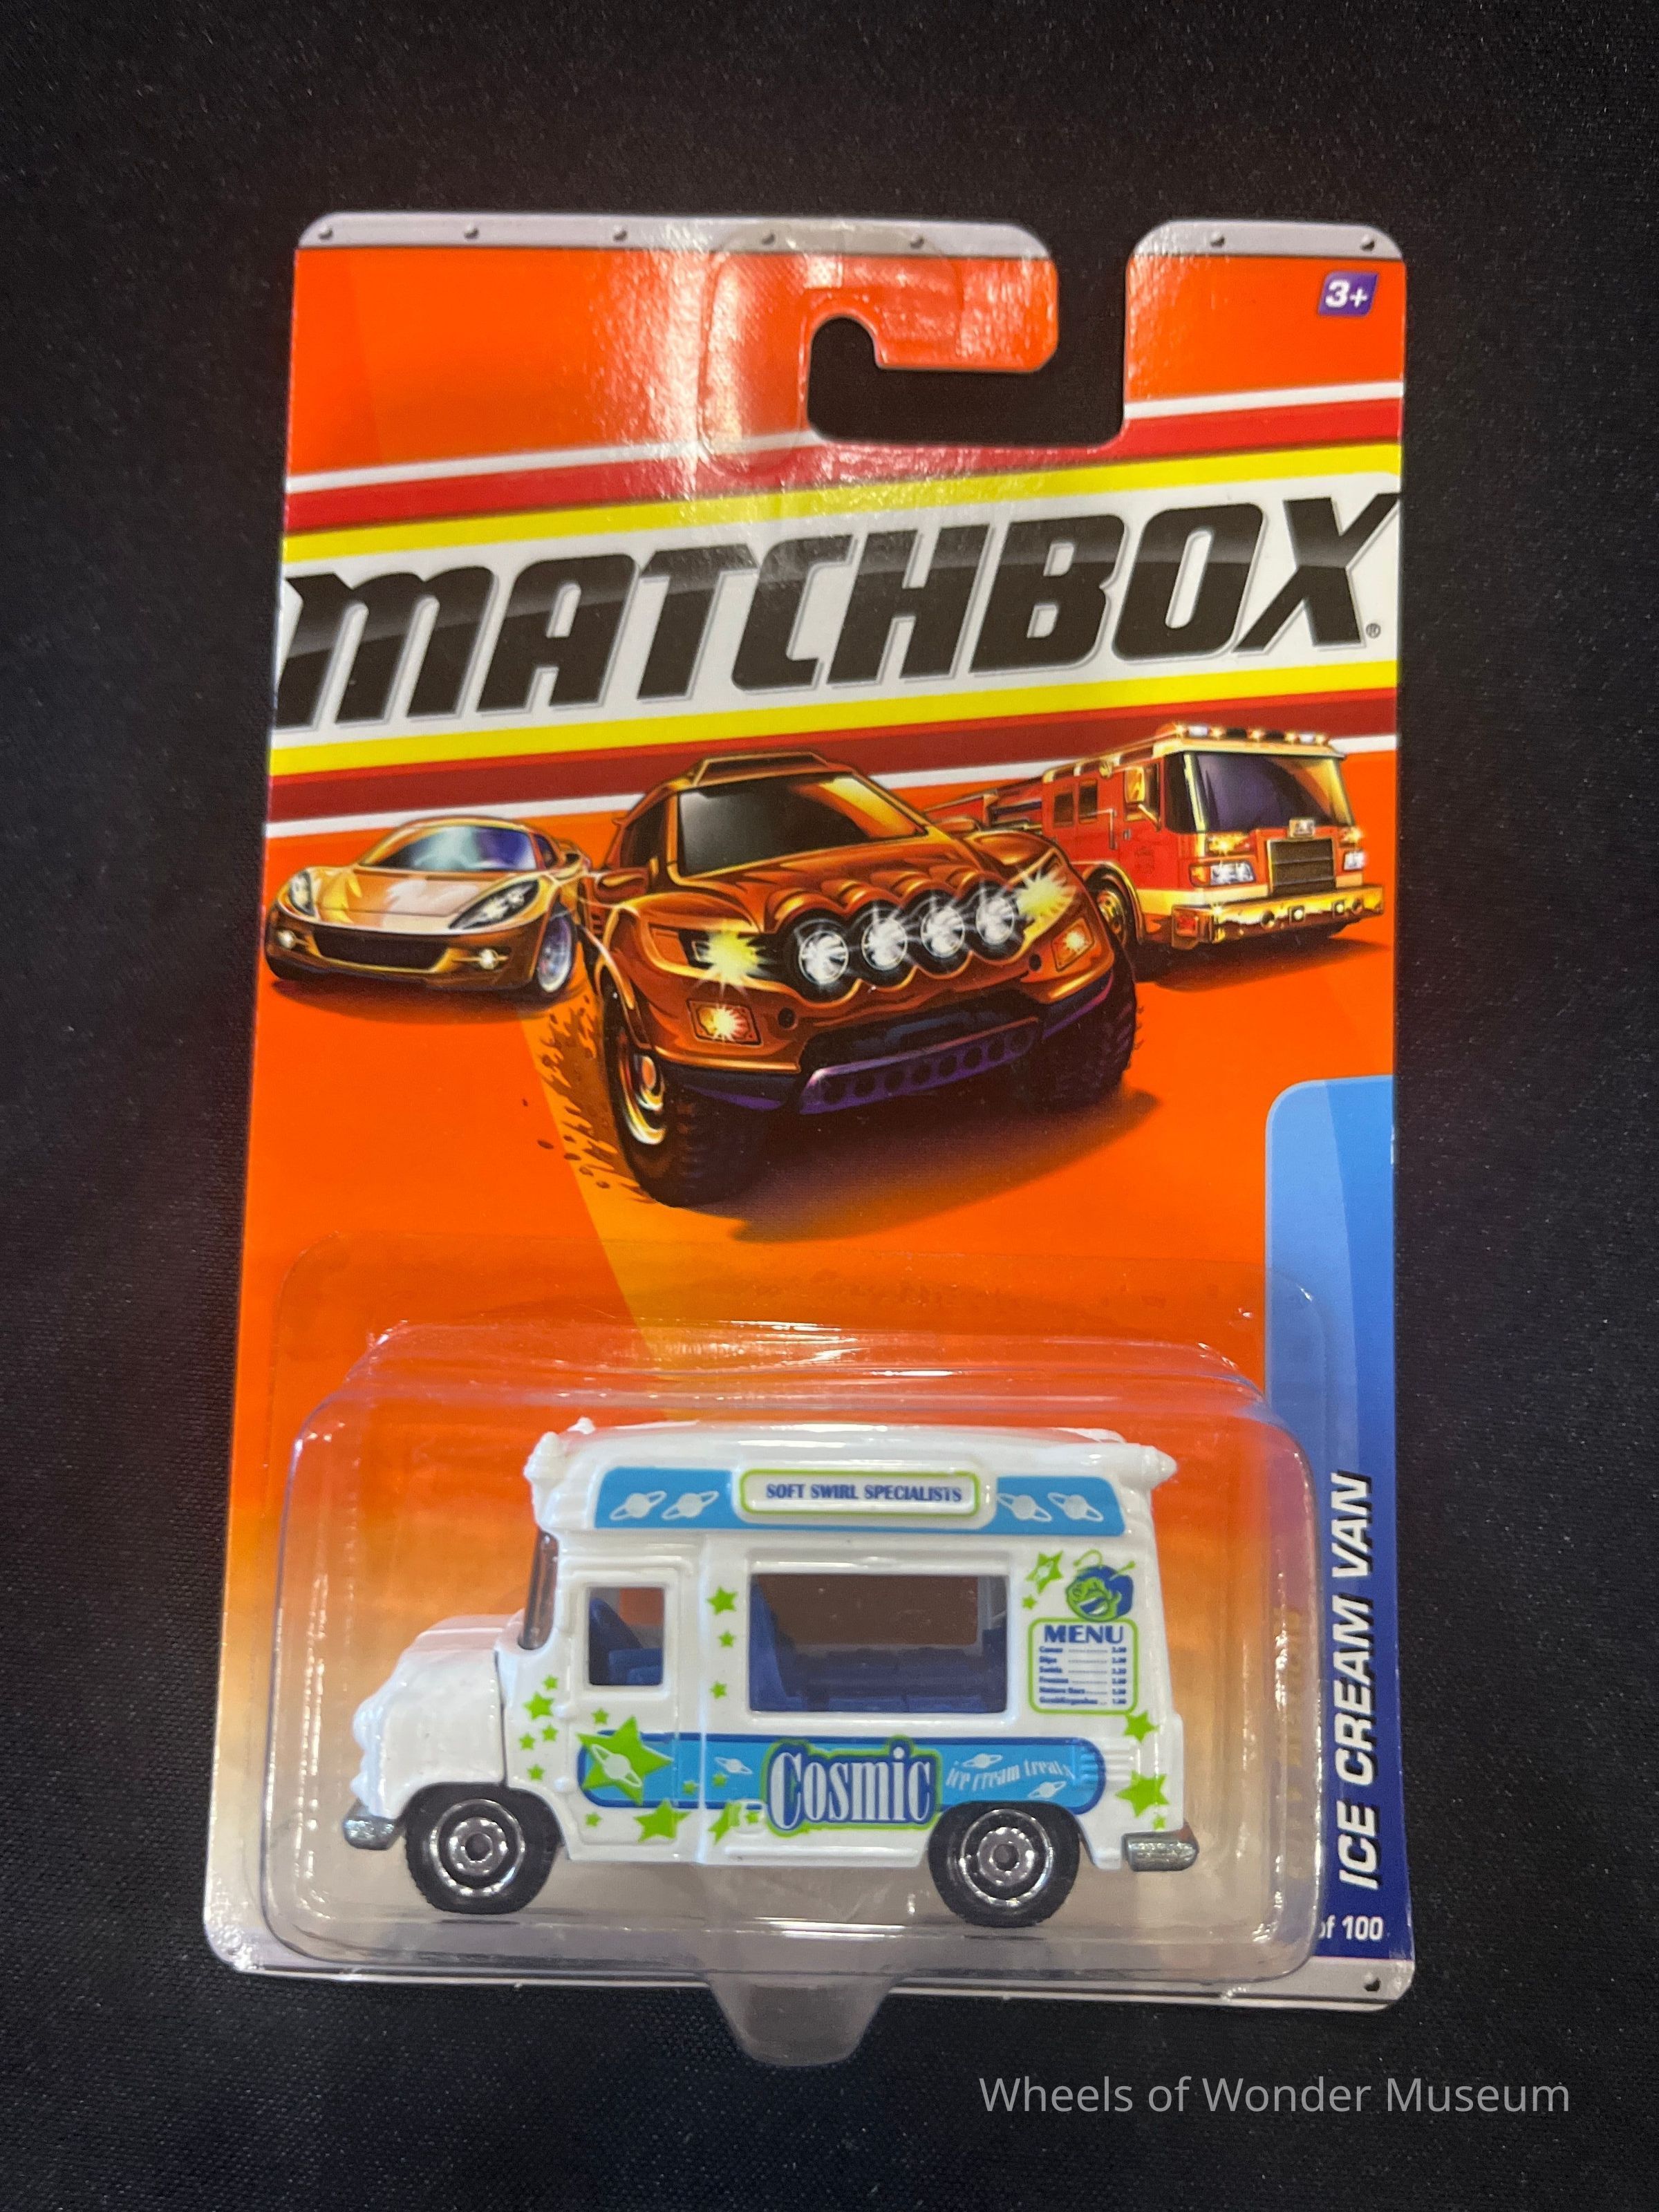 3+
MATCHBOX®
SOFT SWIRL SPECIALISTS
MENU
Cosmic
ice cream treats
ICE CREAM VAN
of 100
Wheels of Wonder Museum